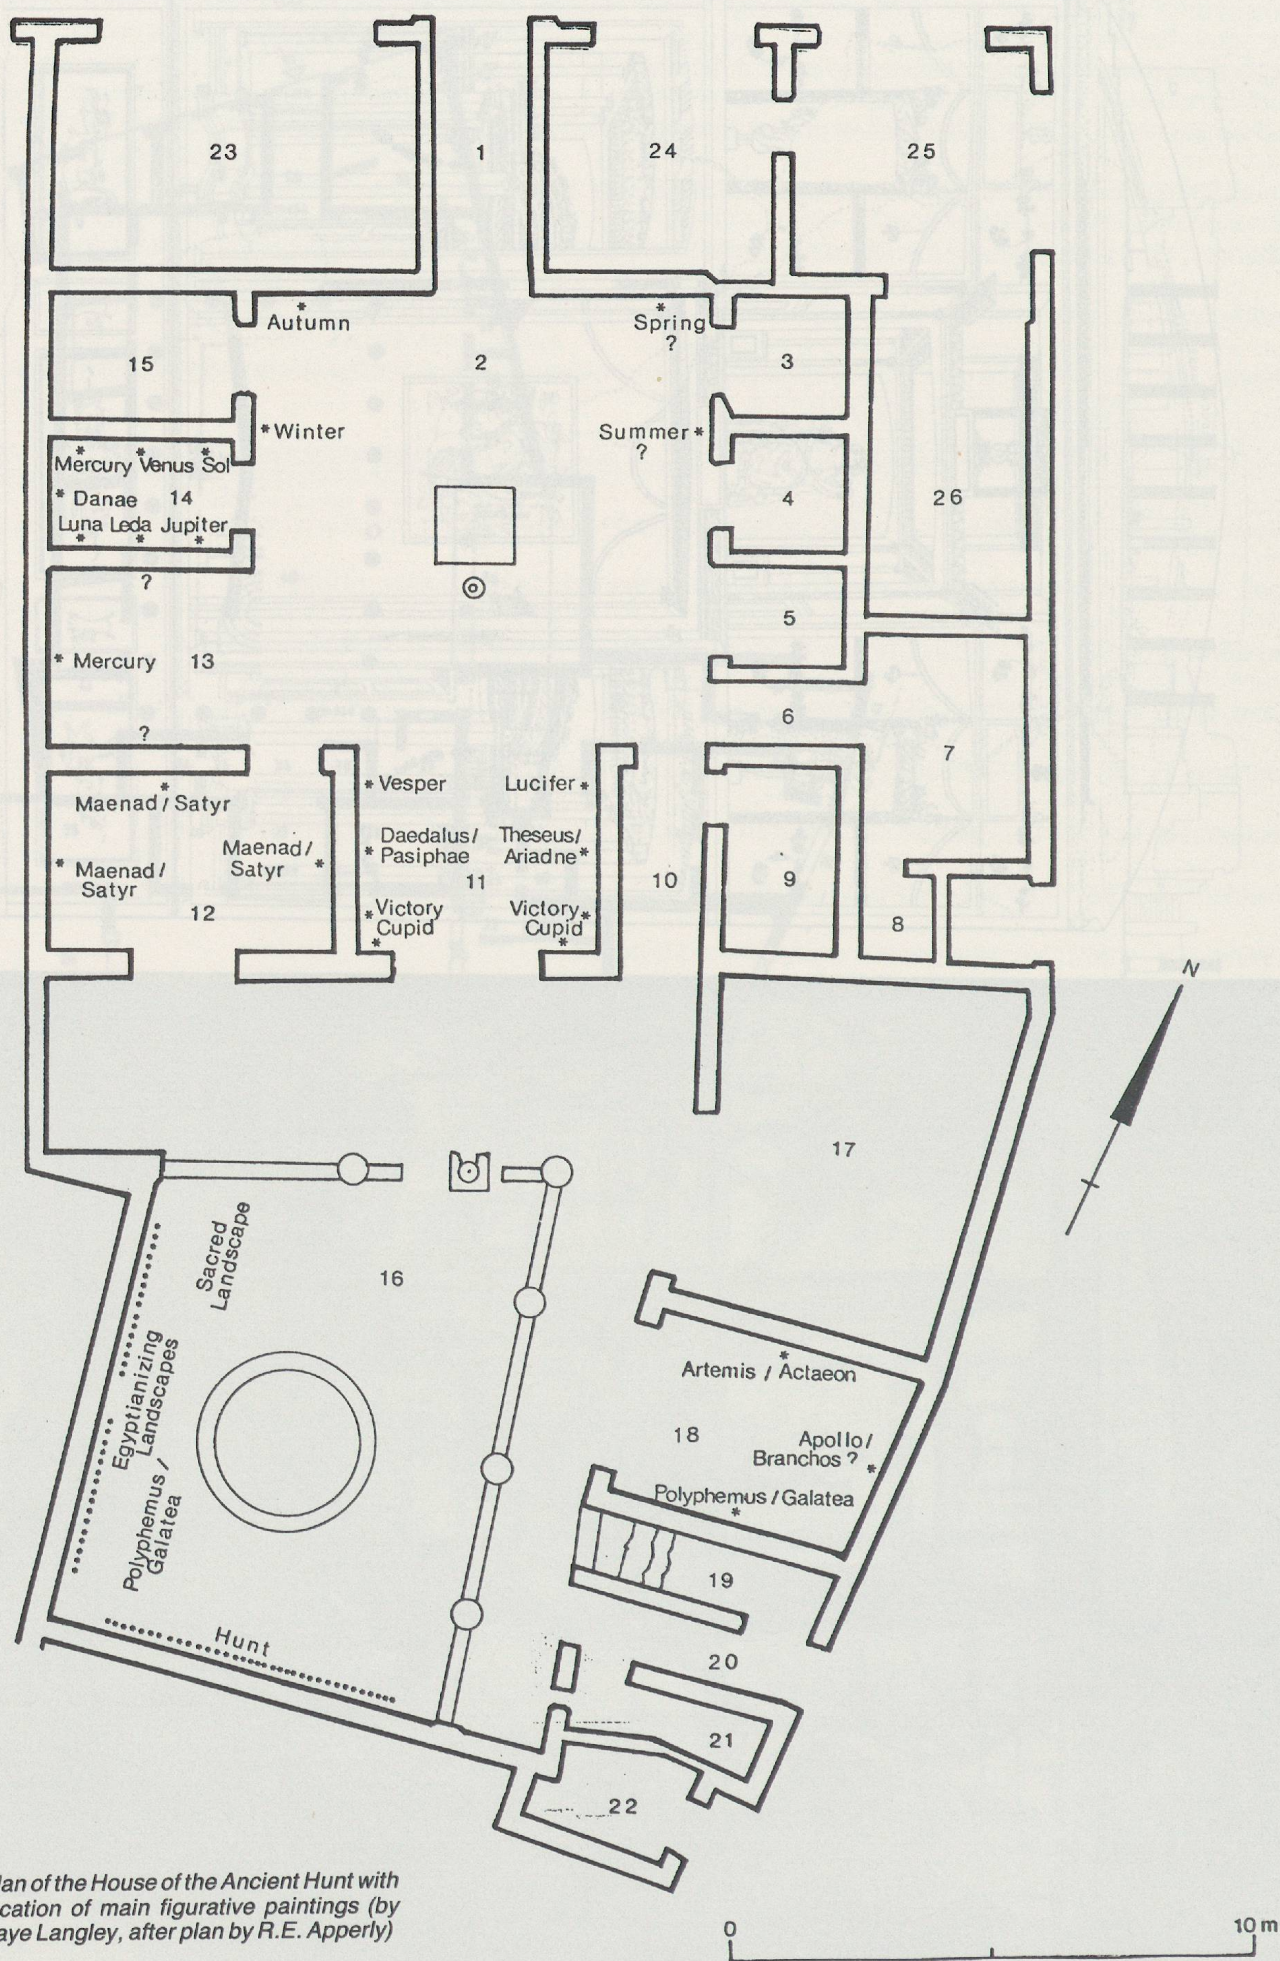 23
1
24
25
Autumn
Spring
?
15
2
3
Winter
Summer
?
Mercury Venus Sol
Danae 14
Luna Leda Jupiter
4
26
?
5
Mercury 13
6
?
7
Maenad / Satyr
Vesper
Lucifer
Maenad /
Satyr
Daedalus /
Pasiphae
Theseus /
Ariadne
Maenad /
Satyr
11
10
9
12
Victory
Cupid
Victory
Cupid
8
N
17
Sacred
Landscape
16
Egyptianizing
Landscapes
Artemis / Actaeon
18
Apollo /
Branchos ?
Polyphemus /
Galatea
Polyphemus / Galatea
19
Hunt
20
21
22
lan of the House of the Ancient Hunt with
cation of main figurative paintings (by
aye Langley, after plan by R.E. Apperly)
0
10 m